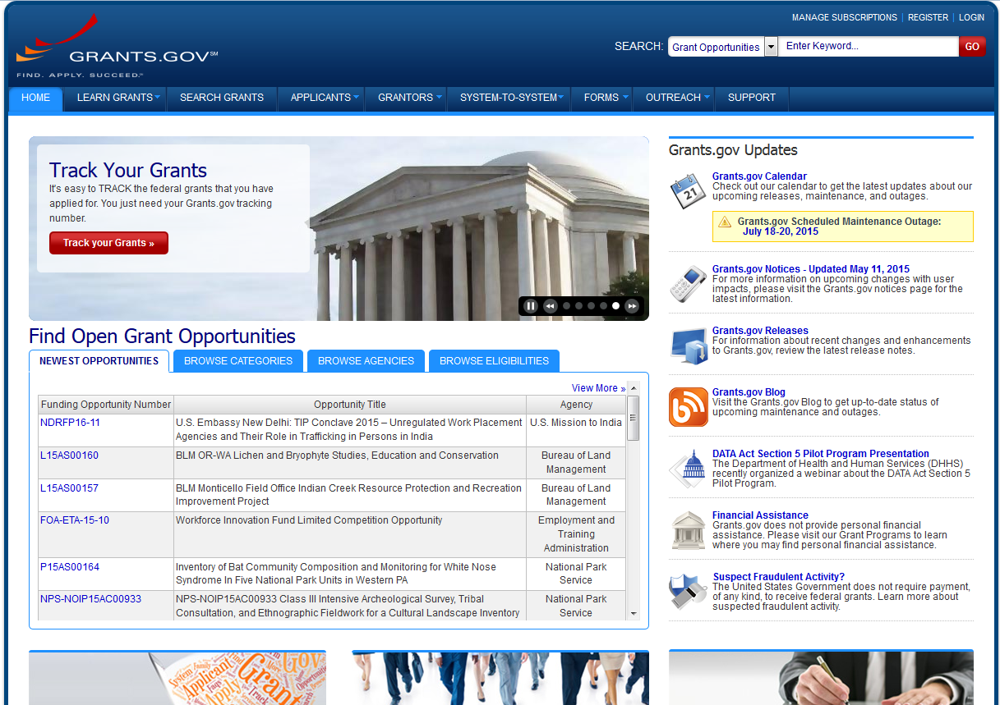 MANAGE SUBSCRIPTIONS | REGISTER | LOGIN
GRANTS.GOV℠
FIND. APPLY. SUCCEED.℠
SEARCH: Grant Opportunities Enter Keyword... GO
HOME LEARN GRANTS SEARCH GRANTS APPLICANTS GRANTORS SYSTEM-TO-SYSTEM FORMS OUTREACH SUPPORT
Track Your Grants
It's easy to TRACK the federal grants that you have
applied for. You just need your Grants.gov tracking
number.
Track your Grants »
Find Open Grant Opportunities
NEWEST OPPORTUNITIES BROWSE CATEGORIES BROWSE AGENCIES BROWSE ELIGIBILITIES
View More »
Funding Opportunity Number Opportunity Title Agency
NDRFP16-11 U.S. Embassy New Delhi: TIP Conclave 2015 – Unregulated Work Placement U.S. Mission to India
Agencies and Their Role in Trafficking in Persons in India
L15AS00160 BLM OR-WA Lichen and Bryophyte Studies, Education and Conservation Bureau of Land
Management
L15AS00157 BLM Monticello Field Office Indian Creek Resource Protection and Recreation Bureau of Land
Improvement Project Management
FOA-ETA-15-10 Workforce Innovation Fund Limited Competition Opportunity Employment and
Training
Administration
P15AS00164 Inventory of Bat Community Composition and Monitoring for White Nose National Park
Syndrome In Five National Park Units in Western PA Service
NPS-NOIP15AC00933 NPS-NOIP15AC00933 Class III Intensive Archeological Survey, Tribal National Park
Consultation, and Ethnographic Fieldwork for a Cultural Landscape Inventory Service
Grants.gov Updates
21
Grants.gov Calendar
Check out our calendar to get the latest updates about our
upcoming releases, maintenance, and outages.
Grants.gov Scheduled Maintenance Outage:
July 18-20, 2015
Grants.gov Notices - Updated May 11, 2015
For more information on upcoming changes with user
impacts, please visit the Grants.gov notices page for the
latest information.
Grants.gov Releases
For information about recent changes and enhancements
to Grants.gov, review the latest release notes.
Grants.gov Blog
Visit the Grants.gov Blog to get up-to-date status of
upcoming maintenance and outages.
DATA Act Section 5 Pilot Program Presentation
The Department of Health and Human Services (DHHS)
recently organized a webinar about the DATA Act Section 5
Pilot Program.
Financial Assistance
Grants.gov does not provide personal financial
assistance. Please visit our Grant Programs to learn
where you may find personal financial assistance.
Suspect Fraudulent Activity?
The United States Government does not require payment,
of any kind, to receive federal grants. Learn more about
suspected fraudulent activity.
System
Family
Find
Gov
Applicant
Grant
Opportunities
Faqs
Apply
Track